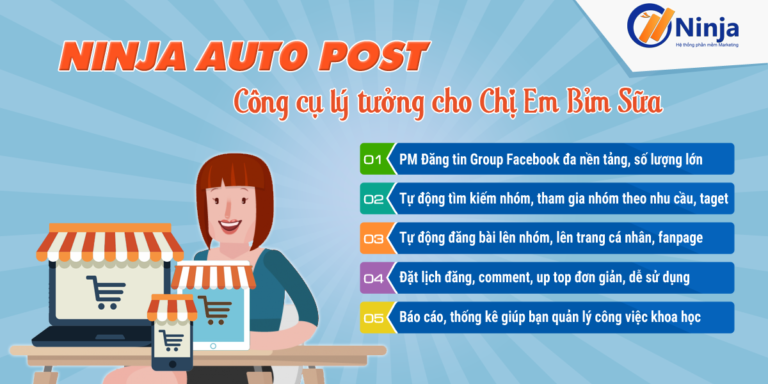 Ninja
Hệ thống phần mềm Marketing
NINJA AUTO POST
Công cụ lý tưởng cho Chị Em Bỉm Sữa
01 PM Đăng tin Group Facebook đa nền tảng, số lượng lớn
02 Tự động tìm kiếm nhóm, tham gia nhóm theo nhu cầu, taget
03 Tự động đăng bài lên nhóm, lên trang cá nhân, fanpage
04 Đặt lịch đăng, comment, up top đơn giản, dễ sử dụng
05 Báo cáo, thống kê giúp bạn quản lý công việc khoa học